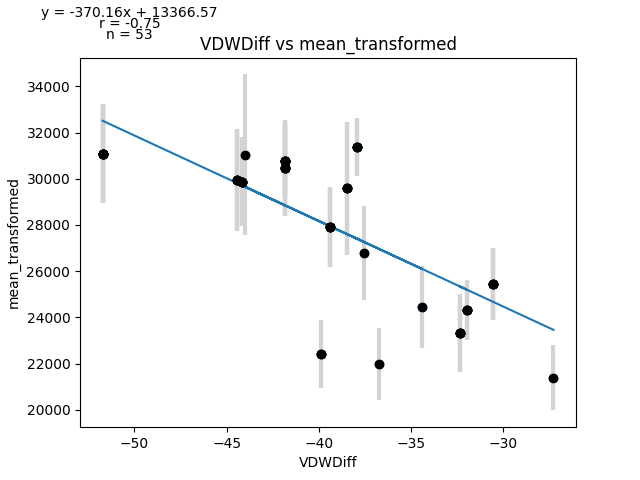 y = -370.16x + 13366.57
r = -0.75
n = 53
VDWDiff vs mean_transformed
34000
32000
30000
28000
26000
24000
22000
20000
mean_transformed
−50
−45
−40
−35
−30
VDWDiff